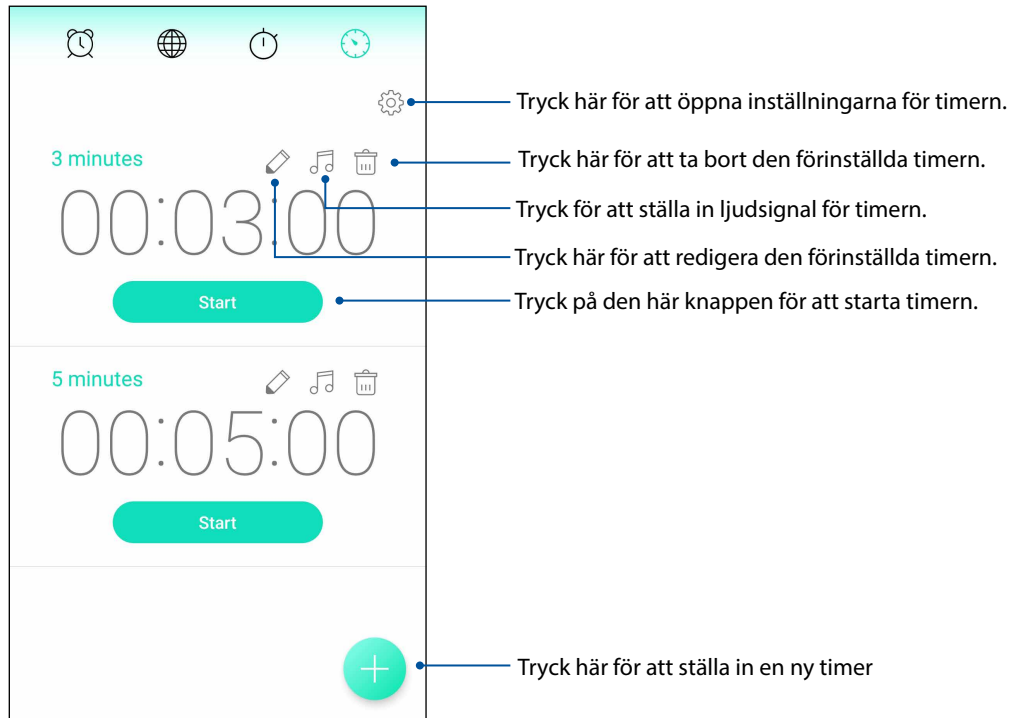 Tryck här för att öppna inställningarna för timern.
3 minutes
Tryck här för att ta bort den förinställda timern.
00:03:00
Tryck för att ställa in ljudsignal för timern.
Tryck här för att redigera den förinställda timern.
Start
Tryck på den här knappen för att starta timern.
5 minutes
00:05:00
Start
Tryck här för att ställa in en ny timer